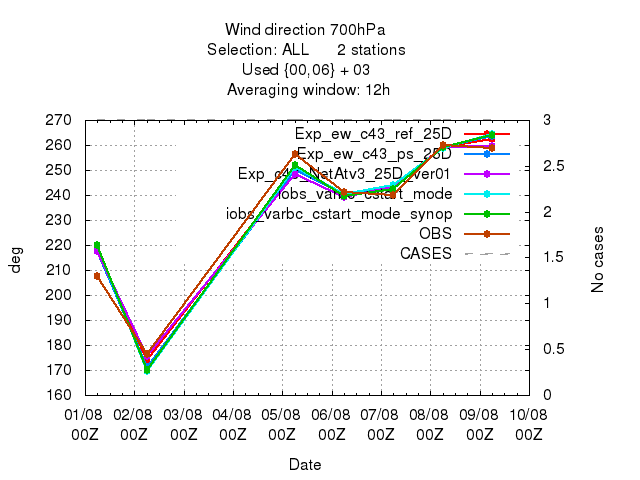 Wind direction 700hPa
Selection: ALL 2 stations
Used {00,06} + 03
Averaging window: 12h
270 3
260
250 2.5
240
230 2
220
210 1.5
200 1
190
180 0.5
170
160 0
deg
No cases
Exp_ew_c43_ref_25D
Exp_ew_c43_ps_25D
_NetAtv3_25D_ver01
iobs_varbc_cstart_mode
iobs_varbc_cstart_mode_synop
OBS
CASES
01/08 02/08 03/08 04/08 05/08 06/08 07/08 08/08 09/08 10/08
00Z 00Z 00Z 00Z 00Z 00Z 00Z 00Z 00Z 00Z
Date